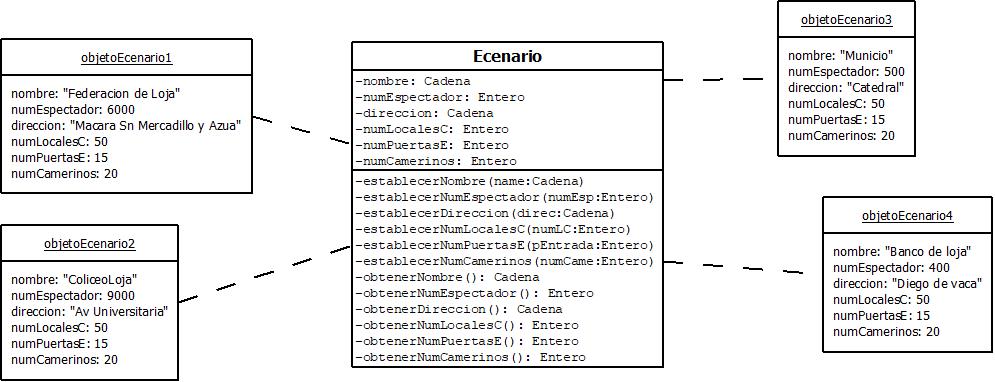 objetoEcenario1
nombre: "Federacion de Loja"
numEspectador: 6000
direccion: "Macara Sn Mercadillo y Azua"
numLocalesC: 50
numPuertasE: 15
numCamerinos: 20
objetoEcenario2
nombre: "ColiceoLoja"
numEspectador: 9000
direccion: "Av Universitaria"
numLocalesC: 50
numPuertasE: 15
numCamerinos: 20
Ecenario
-nombre: Cadena
-numEspectador: Entero
-direccion: Cadena
-numLocalesC: Entero
-numPuertasE: Entero
-numCamerinos: Entero
-establecerNombre(name:Cadena)
-establecerNumEspectador(numEsp:Entero)
-establecerDireccion(direc:Cadena)
-establecerNumLocalesC(numLC:Entero)
-establecerNumPuertasE(pEntrada:Entero)
-establecerNumCamerinos(numCame:Entero)
-obtenerNombre(): Cadena
-obtenerNumEspectador(): Entero
-obtenerDireccion(): Cadena
-obtenerNumLocalesC(): Entero
-obtenerNumPuertasE(): Entero
-obtenerNumCamerinos(): Entero
objetoEcenario3
nombre: "Municio"
numEspectador: 500
direccion: "Catedral"
numLocalesC: 50
numPuertasE: 15
numCamerinos: 20
objetoEcenario4
nombre: "Banco de loja"
numEspectador: 400
direccion: "Diego de vaca"
numLocalesC: 50
numPuertasE: 15
numCamerinos: 20